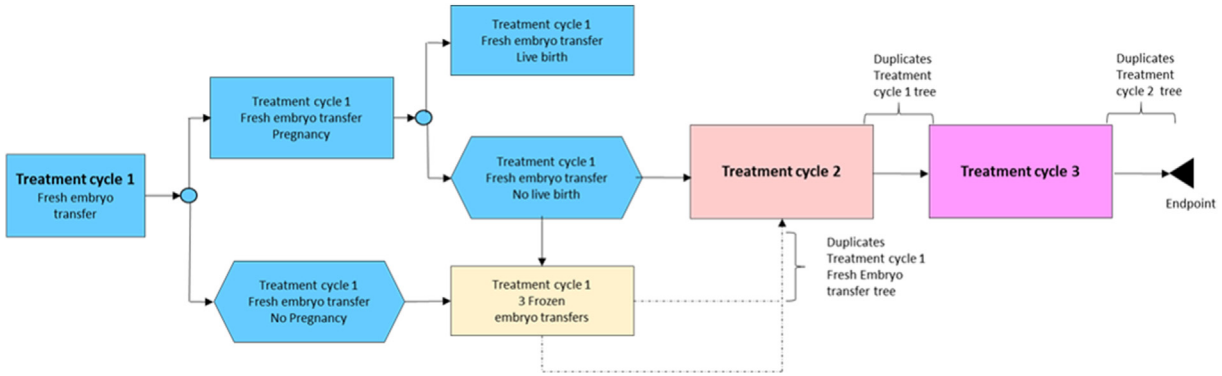 Treatment cycle 1
Fresh embryo
transfer
Treatment cycle 1
Fresh embryo transfer
Pregnancy
Treatment cycle 1
Fresh embryo transfer
No Pregnancy
Treatment cycle 1
Fresh embryo transfer
Live birth
Treatment cycle 1
Fresh embryo transfer
No live birth
Treatment cycle 1
3 Frozen
embryo transfers
Treatment cycle 2
Duplicates
Treatment cycle 1
Fresh Embryo
transfer tree
Duplicates
Treatment
cycle 1 tree
Treatment cycle 3
Duplicates
Treatment
cycle 2 tree
Endpoint